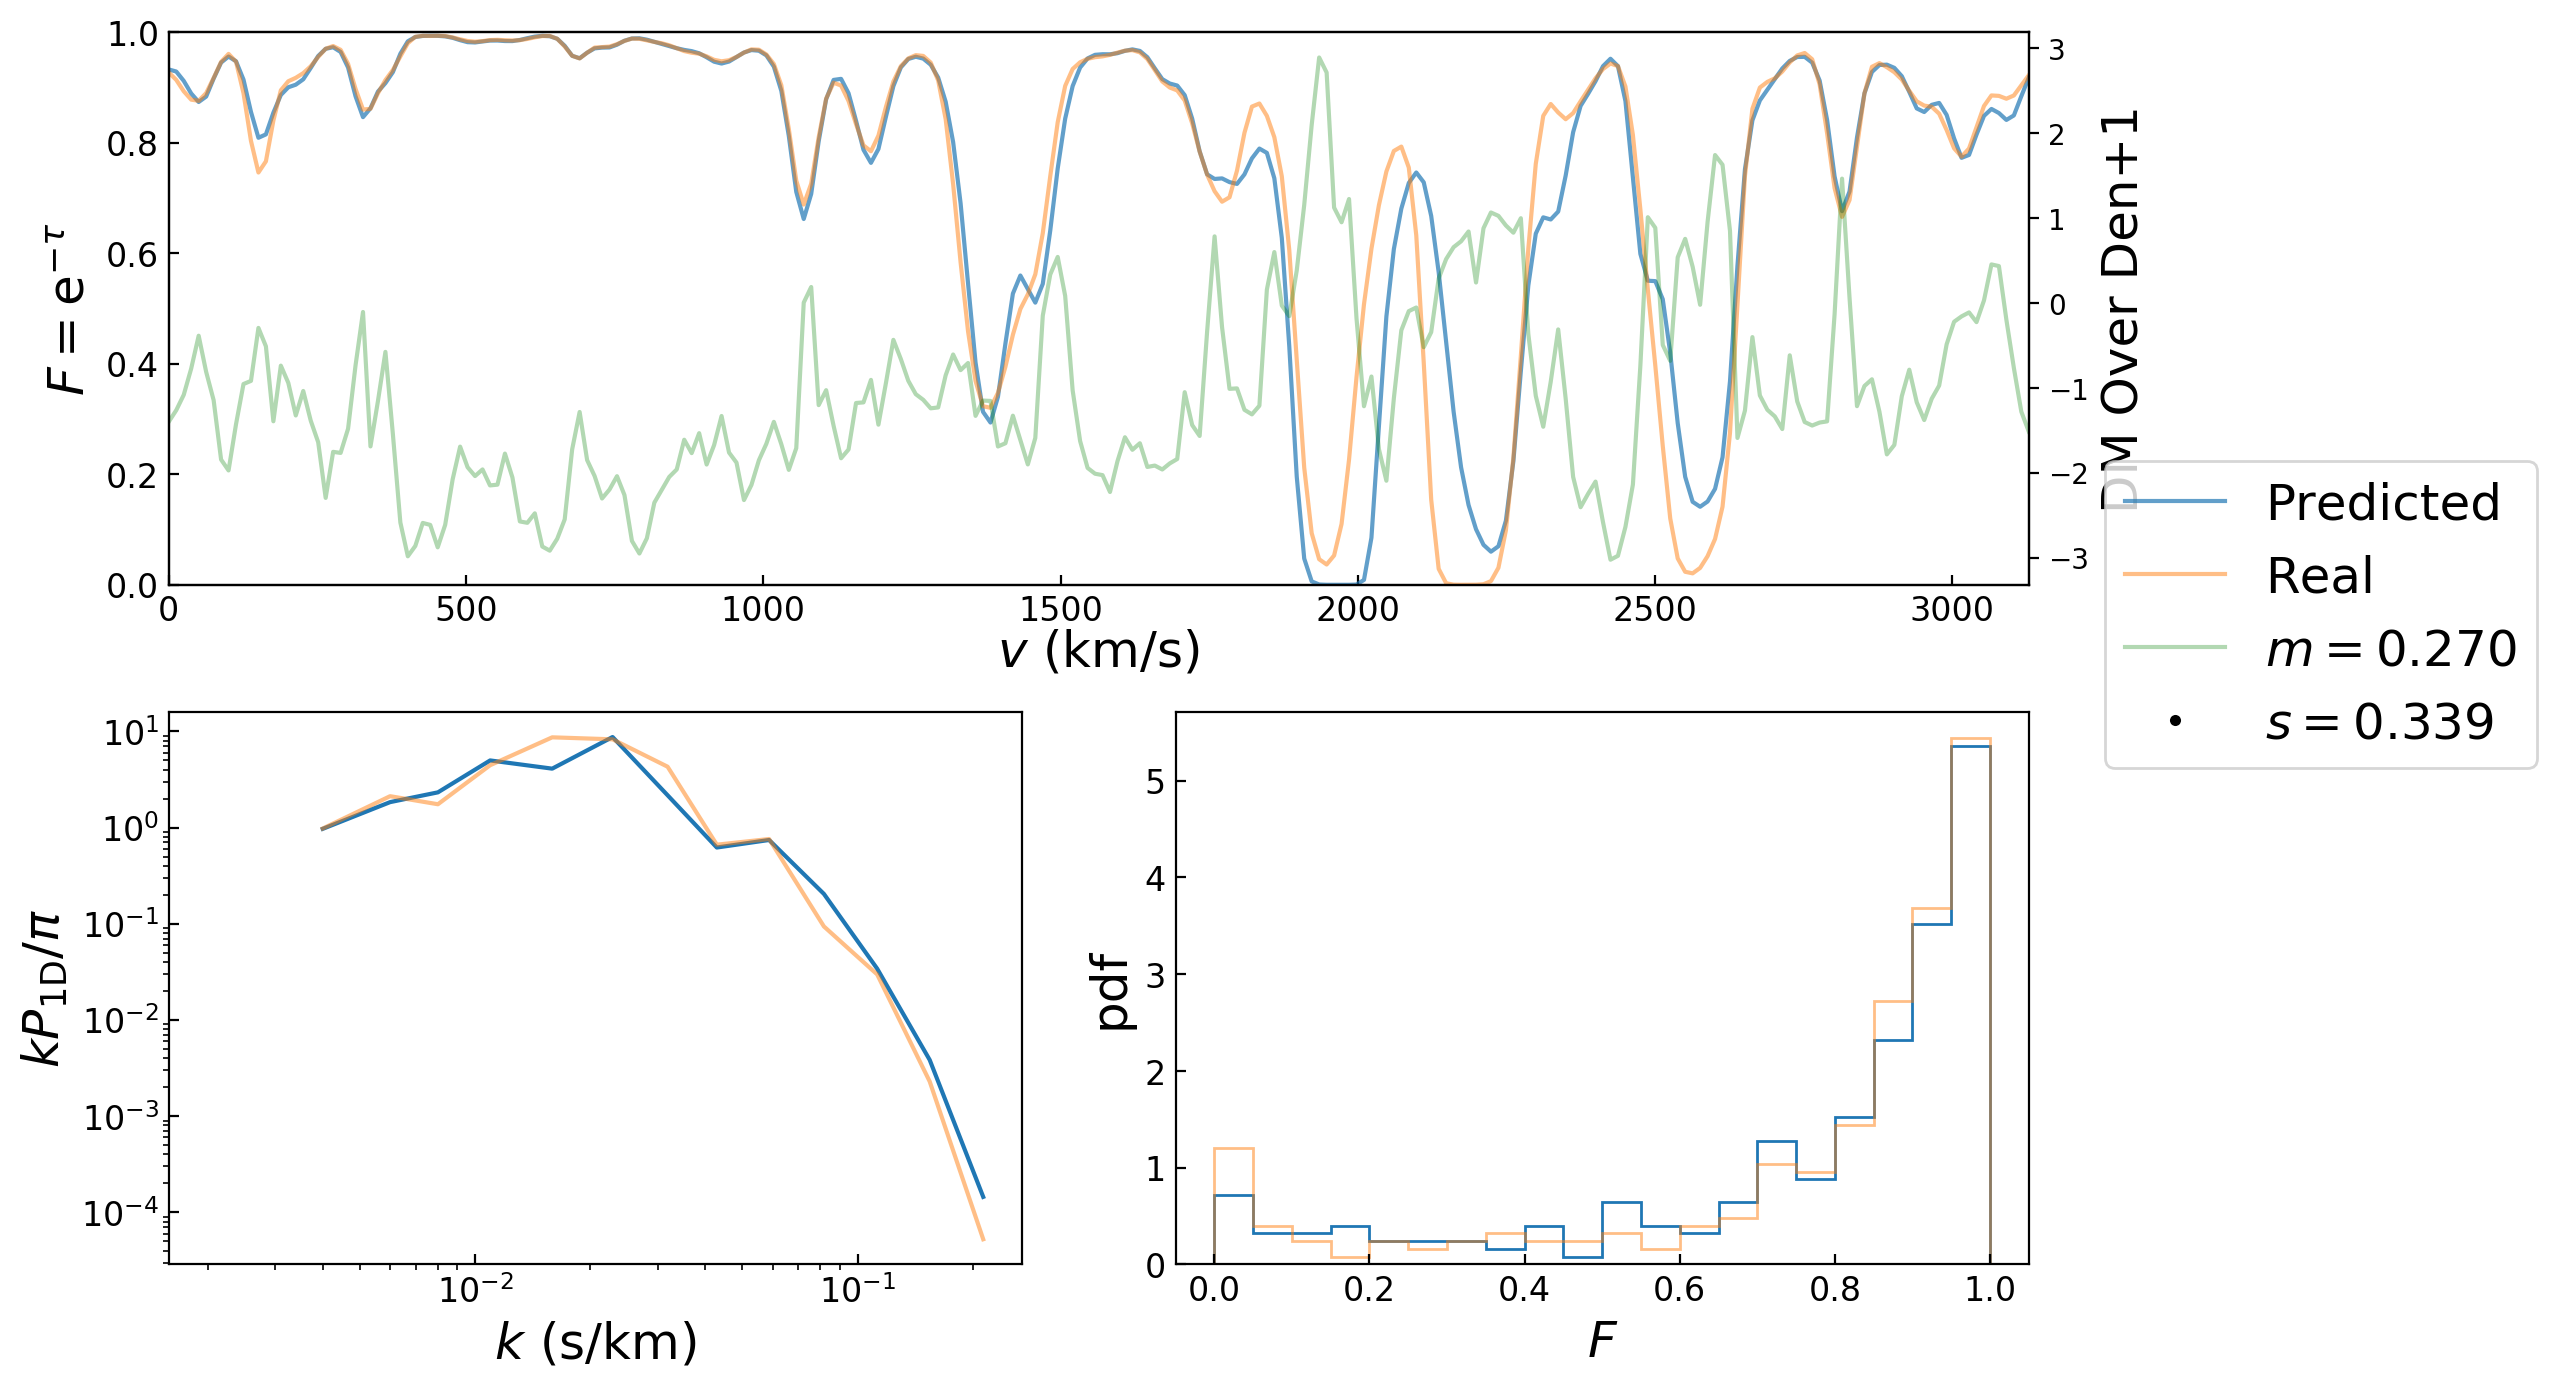 1.0
0.8
0.6
0.4
0.2
0.0
F = e^{−τ}
3
2
1
0
−1
−2
−3
DM Over Den+1
0 500 1000 1500 2000 2500 3000
v (km/s)
Predicted
Real
m = 0.270
s = 0.339
10^1
10^0
10^{−1}
10^{−2}
10^{−3}
10^{−4}
kP_{1D}/π
10^{−2} 10^{−1}
k (s/km)
5
4
3
2
1
0
pdf
0.0 0.2 0.4 0.6 0.8 1.0
F